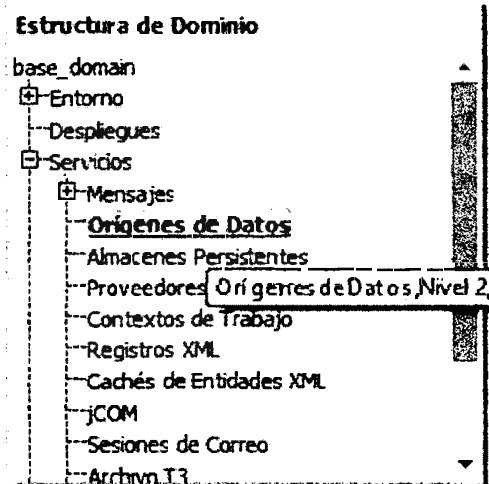 Estructura de Dominio
base_domain
Entorno
Despliegues
Servicios
Mensajes
Orígenes de Datos
Almacenes Persistentes
Proveedores Orígenes de Datos, Nivel 2,
Contextos de Trabajo
Registros XML
Cachés de Entidades XML
jCOM
Sesiones de Correo
Archivo T3